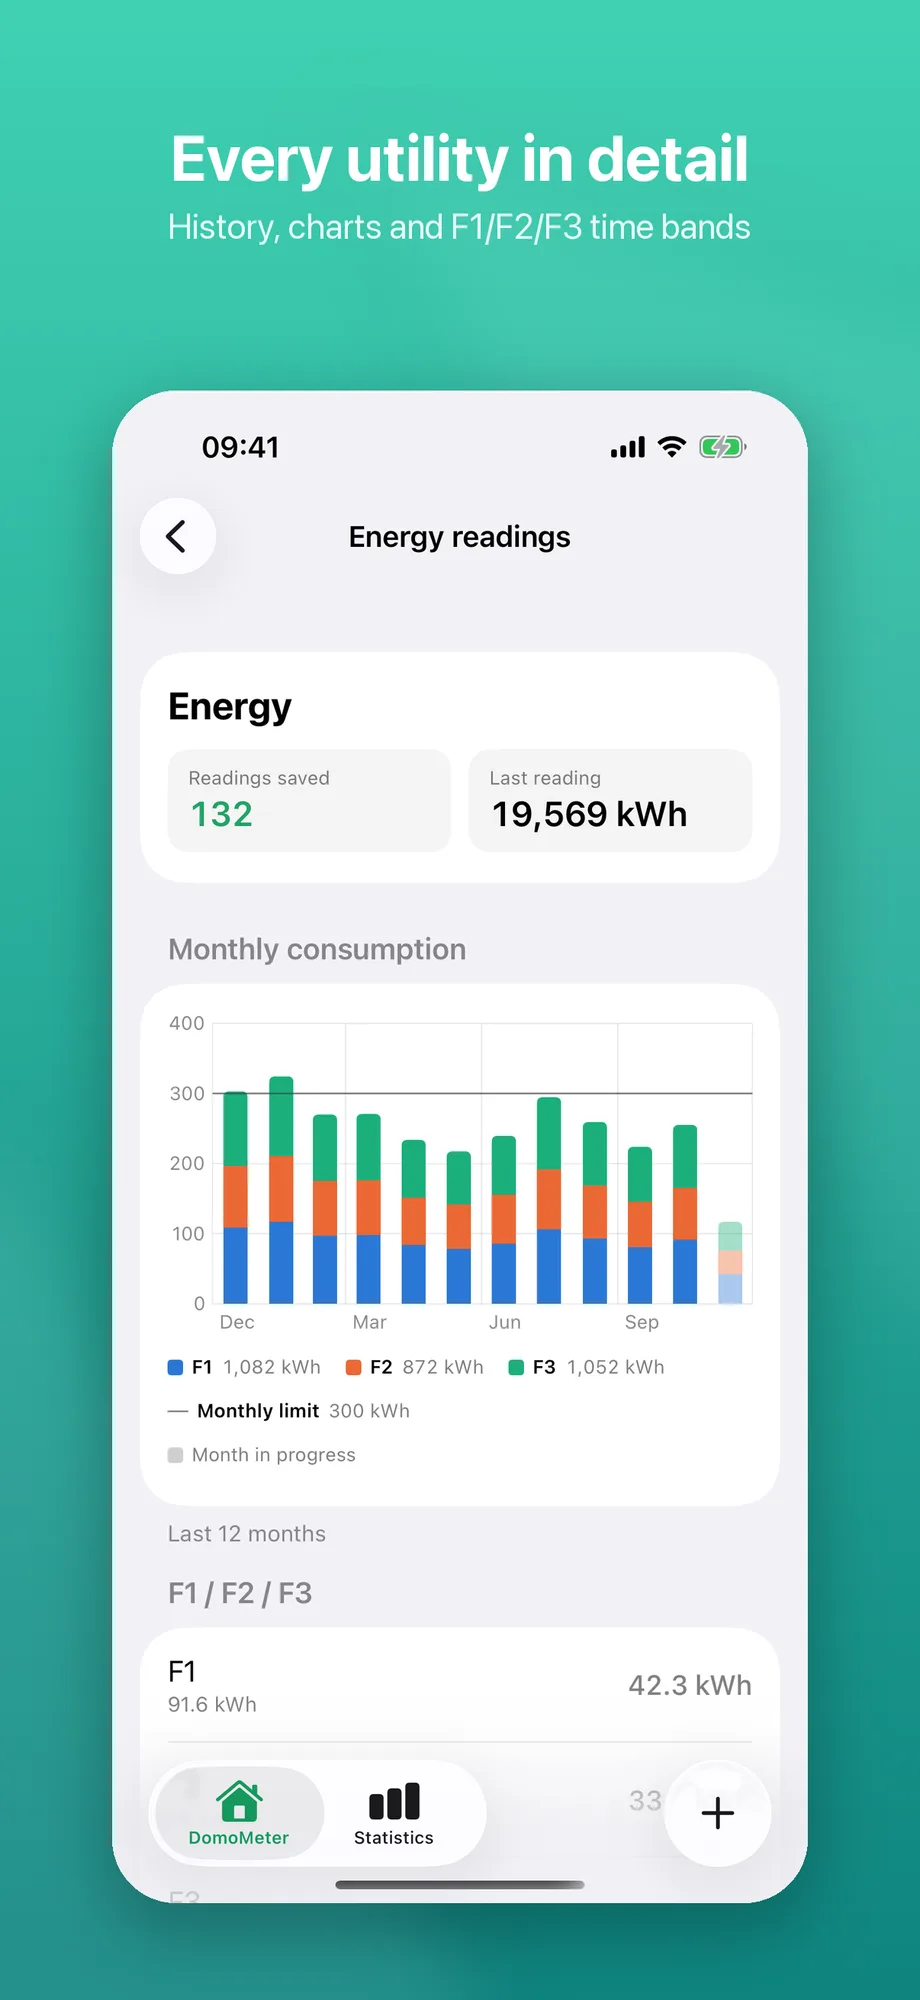 Every utility in detail
History, charts and F1/F2/F3 time bands
09:41
Energy readings
Energy
Readings saved
132
Last reading
19,569 kWh
Monthly consumption
400
300
200
100
0
Dec Mar Jun Sep
F1 1,082 kWh F2 872 kWh F3 1,052 kWh
Monthly limit 300 kWh
Month in progress
Last 12 months
F1 / F2 / F3
F1
91.6 kWh
42.3 kWh
33
DomoMeter
Statistics
F3